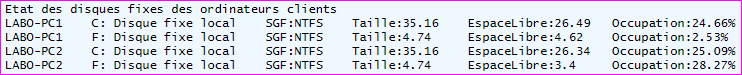 Etat des disques fixes des ordinateurs clients
LABO-PC1 C: Disque fixe local SGF:NTFS Taille:35.16 EspaceLibre:26.49 Occupation:24.66%
LABO-PC1 F: Disque fixe local SGF:NTFS Taille:4.74 EspaceLibre:4.62 Occupation:2.53%
LABO-PC2 C: Disque fixe local SGF:NTFS Taille:35.16 EspaceLibre:26.34 Occupation:25.09%
LABO-PC2 F: Disque fixe local SGF:NTFS Taille:4.74 EspaceLibre:3.4 Occupation:28.27%